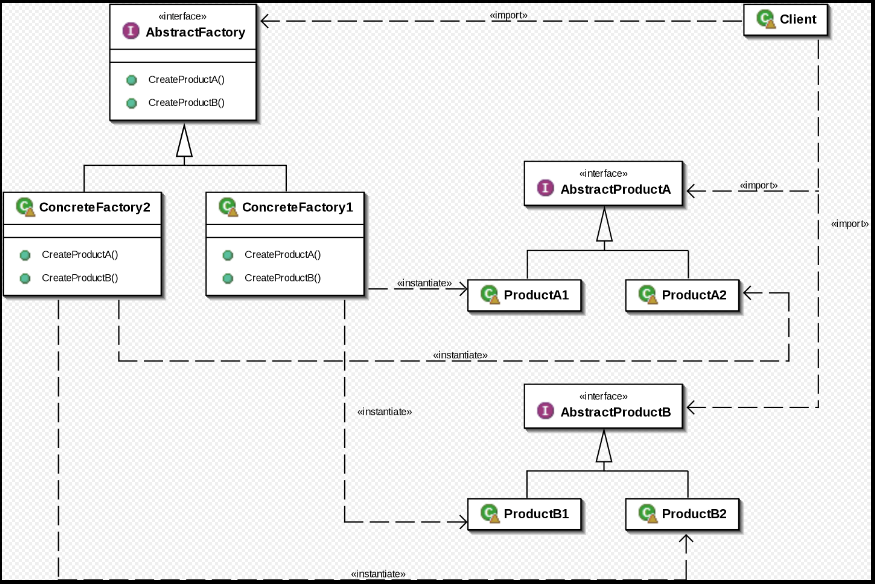 «interface»
AbstractFactory
CreateProductA()
CreateProductB()
«import»
Client
ConcreteFactory2
CreateProductA()
CreateProductB()
ConcreteFactory1
CreateProductA()
CreateProductB()
«interface»
AbstractProductA
«import»
«import»
«instantiate»
ProductA1
ProductA2
«instantiate»
«interface»
AbstractProductB
«instantiate»
ProductB1
ProductB2
«instantiate»